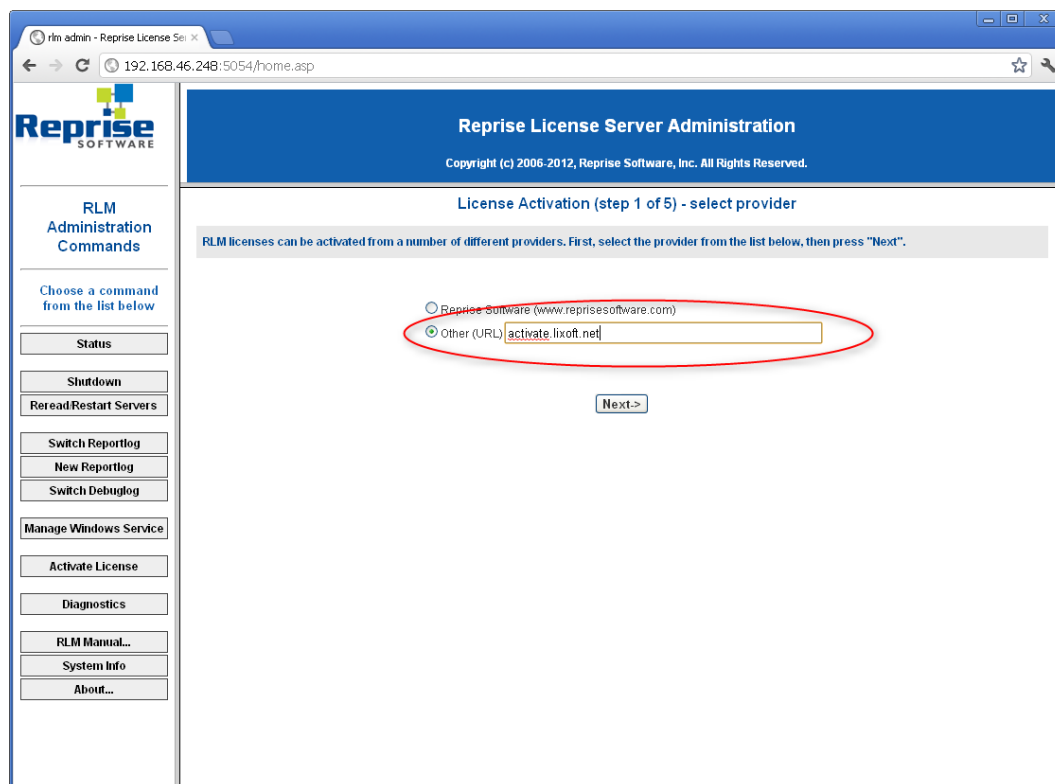 rlm admin - Reprise License Ser
192.168.46.248:5054/home.asp
Reprise
SOFTWARE
RLM
Administration
Commands
Choose a command
from the list below
Status
Shutdown
Reread/Restart Servers
Switch Reportlog
New Reportlog
Switch Debuglog
Manage Windows Service
Activate License
Diagnostics
RLM Manual...
System Info
About...
Reprise License Server Administration
Copyright (c) 2006-2012, Reprise Software, Inc. All Rights Reserved.
License Activation (step 1 of 5) - select provider
RLM licenses can be activated from a number of different providers. First, select the provider from the list below, then press "Next".
Reprise Software (www.reprisesoftware.com)
Other (URL) activate.lixoft.net
Next->